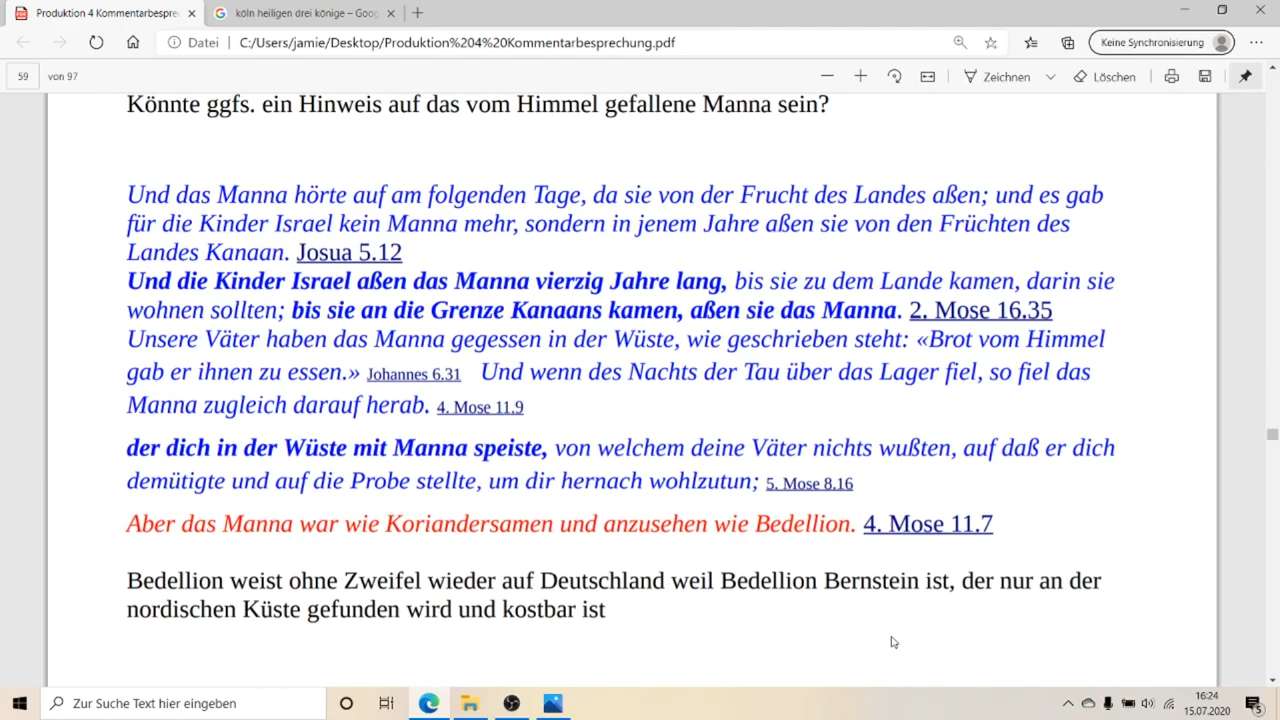 Produktion 4 Kommentarbespre
köln heiligen drei könige – Goog
Datei
C:/Users/jamie/Desktop/Produktion%204%20Kommentarbesprechung.pdf
Keine Synchronisierung
59 von 97
Zeichnen
Löschen
Könnte ggfs. ein Hinweis auf das vom Himmel gefallene Manna sein?
Und das Manna hörte auf am folgenden Tage, da sie von der Frucht des Landes aßen; und es gab
für die Kinder Israel kein Manna mehr, sondern in jenem Jahre aßen sie von den Früchten des
Landes Kanaan. Josua 5.12
Und die Kinder Israel aßen das Manna vierzig Jahre lang, bis sie zu dem Lande kamen, darin sie
wohnen sollten; bis sie an die Grenze Kanaans kamen, aßen sie das Manna. 2. Mose 16.35
Unsere Väter haben das Manna gegessen in der Wüste, wie geschrieben steht: «Brot vom Himmel
gab er ihnen zu essen.» Johannes 6.31 Und wenn des Nachts der Tau über das Lager fiel, so fiel das
Manna zugleich darauf herab. 4. Mose 11.9
der dich in der Wüste mit Manna speiste, von welchem deine Väter nichts wußten, auf daß er dich
demütigte und auf die Probe stellte, um dir hernach wohlzutun; 5. Mose 8.16
Aber das Manna war wie Koriandersamen und anzusehen wie Bedellion. 4. Mose 11.7
Bedellion weist ohne Zweifel wieder auf Deutschland weil Bedellion Bernstein ist, der nur an der
nordischen Küste gefunden wird und kostbar ist
Zur Suche Text hier eingeben
16:24
15.07.2020
5